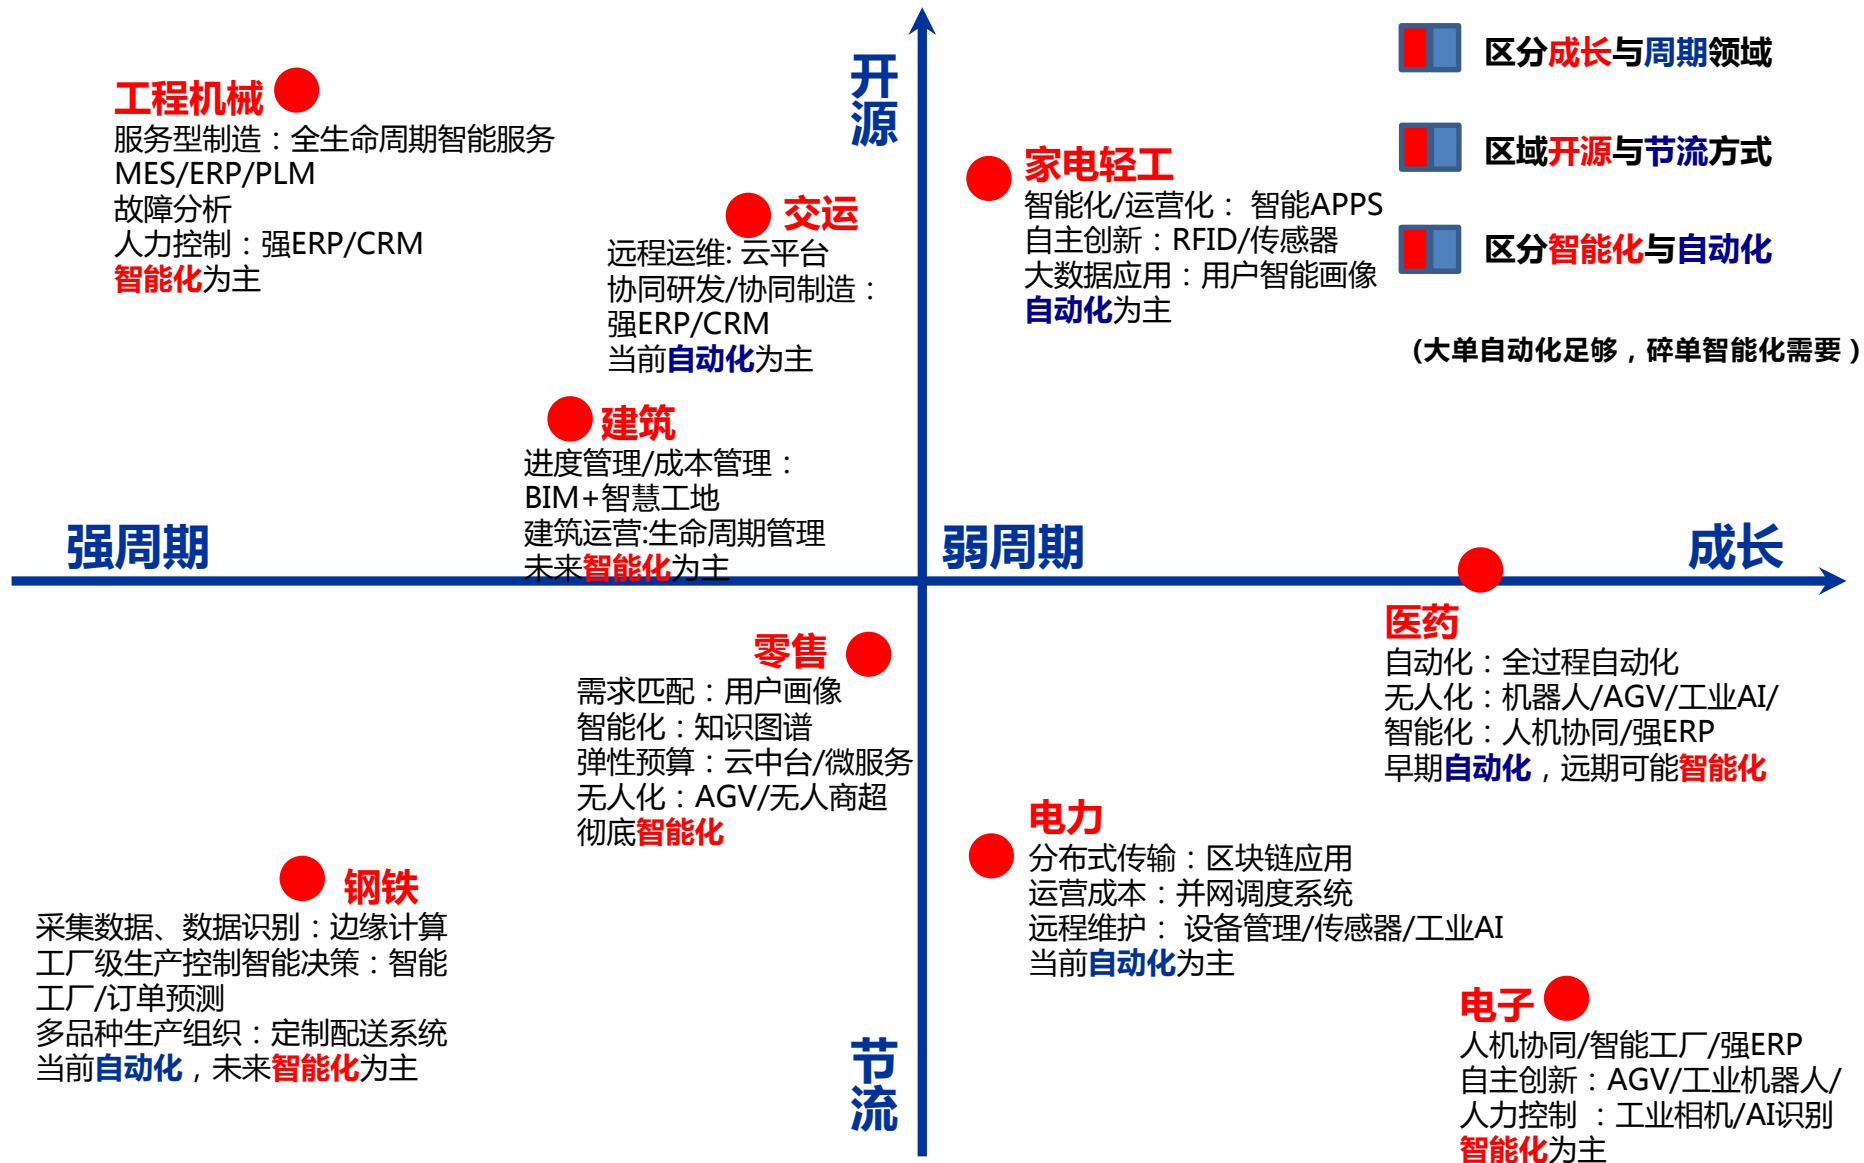 开源
区分成长与周期领域
区域开源与节流方式
区分智能化与自动化
(大单自动化足够，碎单智能化需要）
工程机械
服务型制造：全生命周期智能服务
MES/ERP/PLM
故障分析
人力控制：强ERP/CRM
智能化为主
交运
远程运维: 云平台
协同研发/协同制造：
强ERP/CRM
当前自动化为主
家电轻工
智能化/运营化： 智能APPS
自主创新：RFID/传感器
大数据应用：用户智能画像
自动化为主
建筑
进度管理/成本管理：
BIM+智慧工地
建筑运营:生命周期管理
未来智能化为主
强周期
弱周期
成长
零售
需求匹配：用户画像
智能化：知识图谱
弹性预算：云中台/微服务
无人化：AGV/无人商超
彻底智能化
医药
自动化：全过程自动化
无人化：机器人/AGV/工业AI/
智能化：人机协同/强ERP
早期自动化，远期可能智能化
钢铁
采集数据、数据识别：边缘计算
工厂级生产控制智能决策：智能
工厂/订单预测
多品种生产组织：定制配送系统
当前自动化，未来智能化为主
电力
分布式传输：区块链应用
运营成本：并网调度系统
远程维护： 设备管理/传感器/工业AI
当前自动化为主
电子
人机协同/智能工厂/强ERP
自主创新：AGV/工业机器人/
人力控制 ：工业相机/AI识别
智能化为主
节流